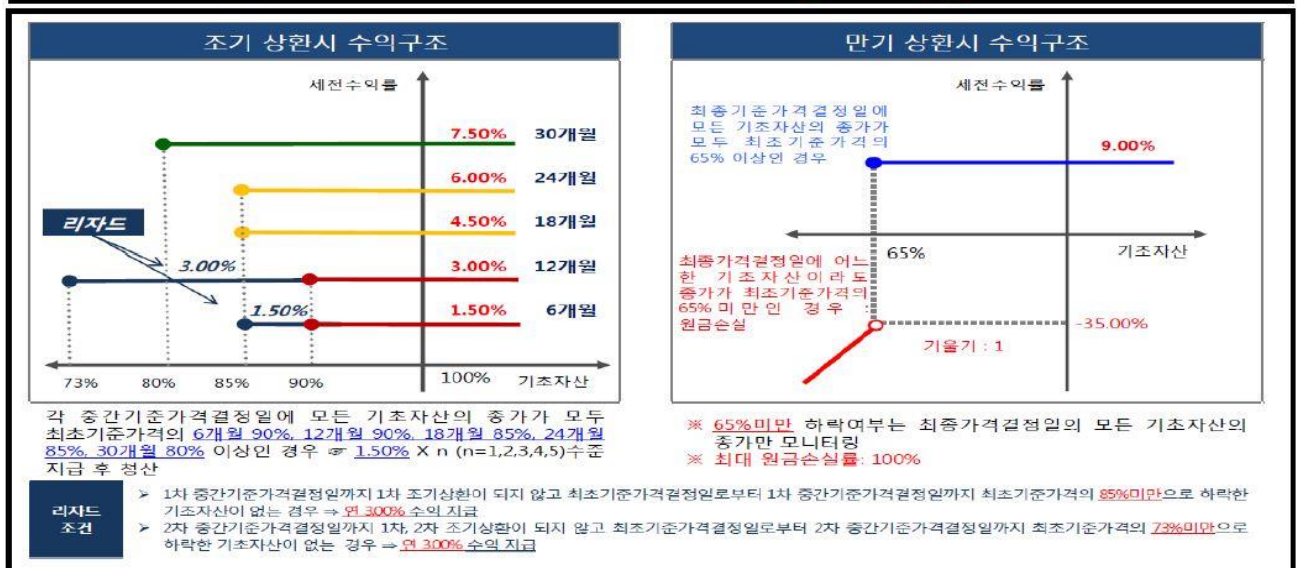 조기 상환시 수익구조
세전수익률
7.50% 30개월
6.00% 24개월
리자드
4.50% 18개월
3.00%
3.00% 12개월
1.50%
1.50% 6개월
73% 80% 85% 90% 100% 기초자산
각 중간기준가격결정일에 모든 기초자산의 종가가 모두
최초기준가격의 6개월 90%, 12개월 90%, 18개월 85%, 24개월
85%, 30개월 80% 이상인 경우 ☞ 1.50% X n (n=1,2,3,4,5)수준
지급 후 청산
만기 상환시 수익구조
세전수익률
최종기준가격결정일에
모든 기초자산의 종가가
모두 최초기준가격의
65% 이상인 경우
9.00%
65%
기초자산
최종가격결정일에 어느
한 기초자산이라도
종가가 최초기준가격의
65%미만인 경우 :
원금손실
-35.00%
기울기 : 1
※ 65%미만 하락여부는 최종가격결정일의 모든 기초자산의
종가만 모니터링
※ 최대 원금손실률: 100%
리자드
조건
➢ 1차 중간기준가격결정일까지 1차 조기상환이 되지 않고 최초기준가격결정일로부터 1차 중간기준가격결정일까지 최초기준가격의 85%미만으로 하락한
기초자산이 없는 경우 ⇒ 연 3.00% 수익 지급
➢ 2차 중간기준가격결정일까지 1차, 2차 조기상환이 되지 않고 최초기준가격결정일로부터 2차 중간기준가격결정일까지 최초기준가격의 73%미만으로
하락한 기초자산이 없는 경우 ⇒ 연 3.00% 수익 지급